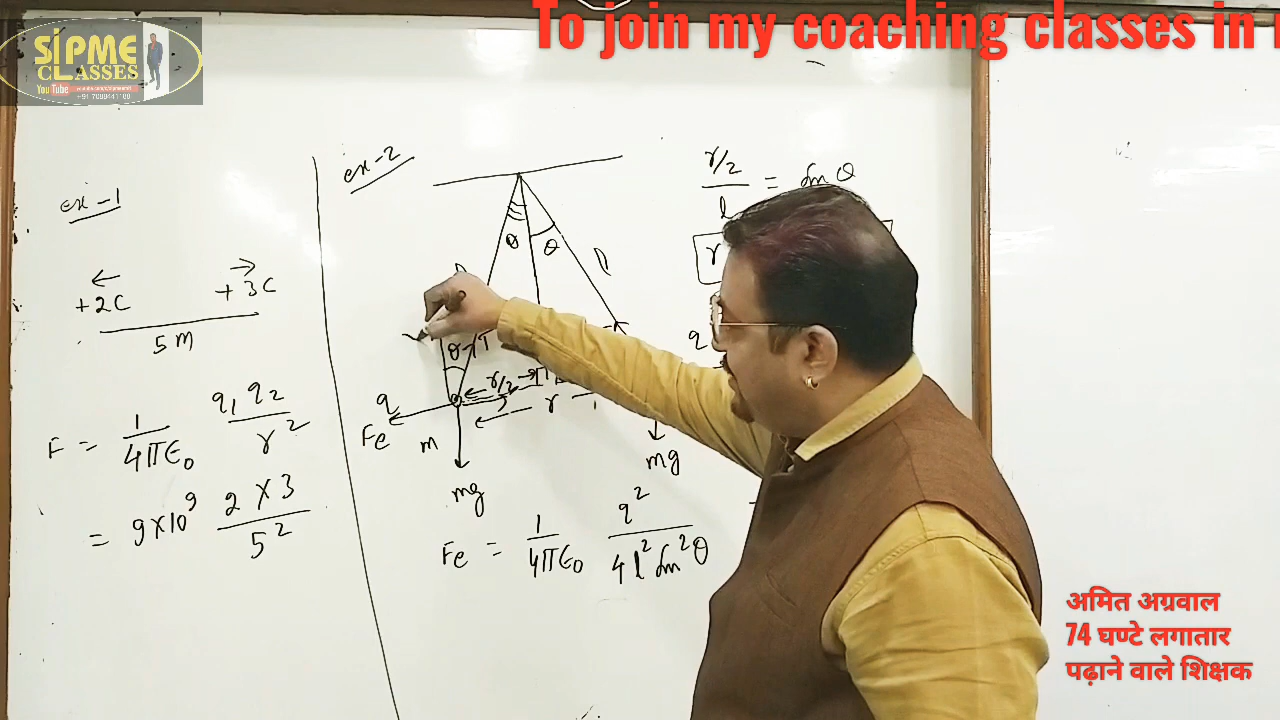 To join my coaching classes in
SiPME
CLASSES
YouTube
ex-1
+2C
+3C
5 m
F = 1/4πε₀ q₁q₂/r²
= 9×10⁹ 2×3/5²
ex-2
θ
θ
l
r/2 / l = sin θ
r
q
θ
T
r/2
r
q
Fe
m
mg
mg
Fe = 1/4πε₀ q²/4l² sin²θ
अमित अग्रवाल
74 घण्टे लगातार
पढ़ाने वाले शिक्षक